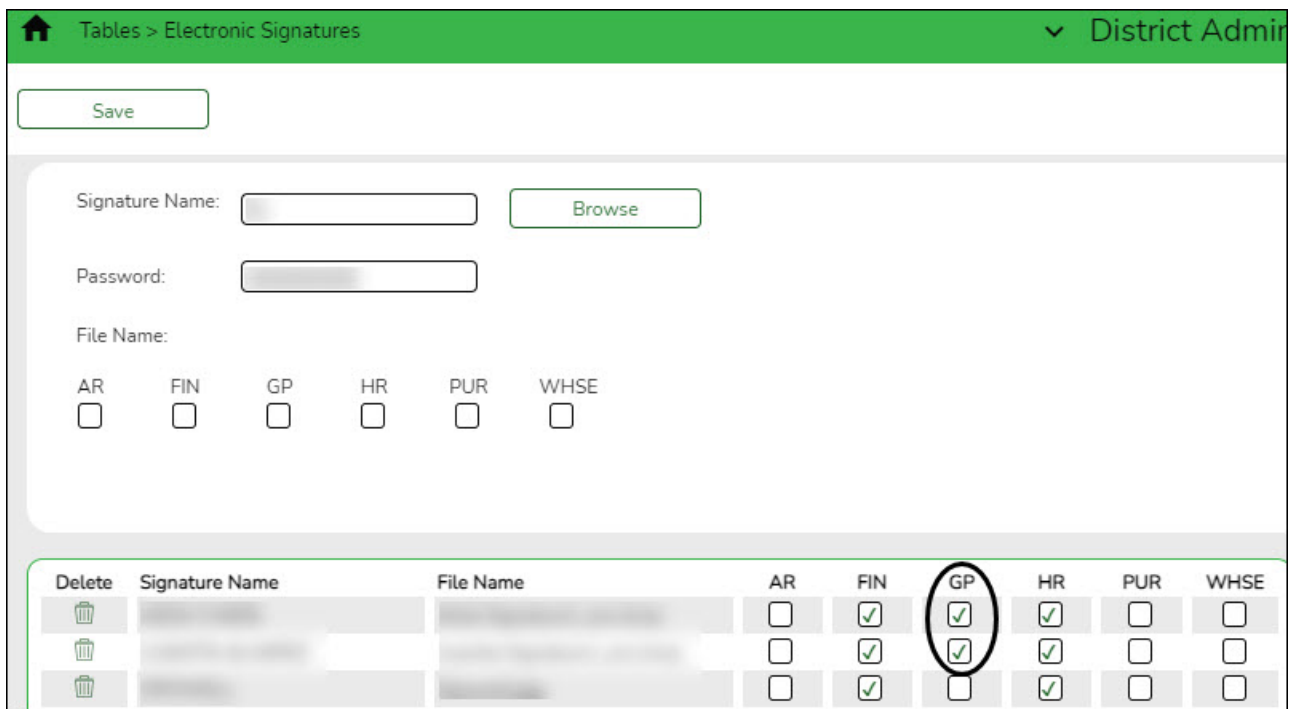 Tables > Electronic Signatures
District Admin
Save
Signature Name:
Browse
Password:
File Name:
AR FIN GP HR PUR WHSE
Delete Signature Name File Name AR FIN GP HR PUR WHSE